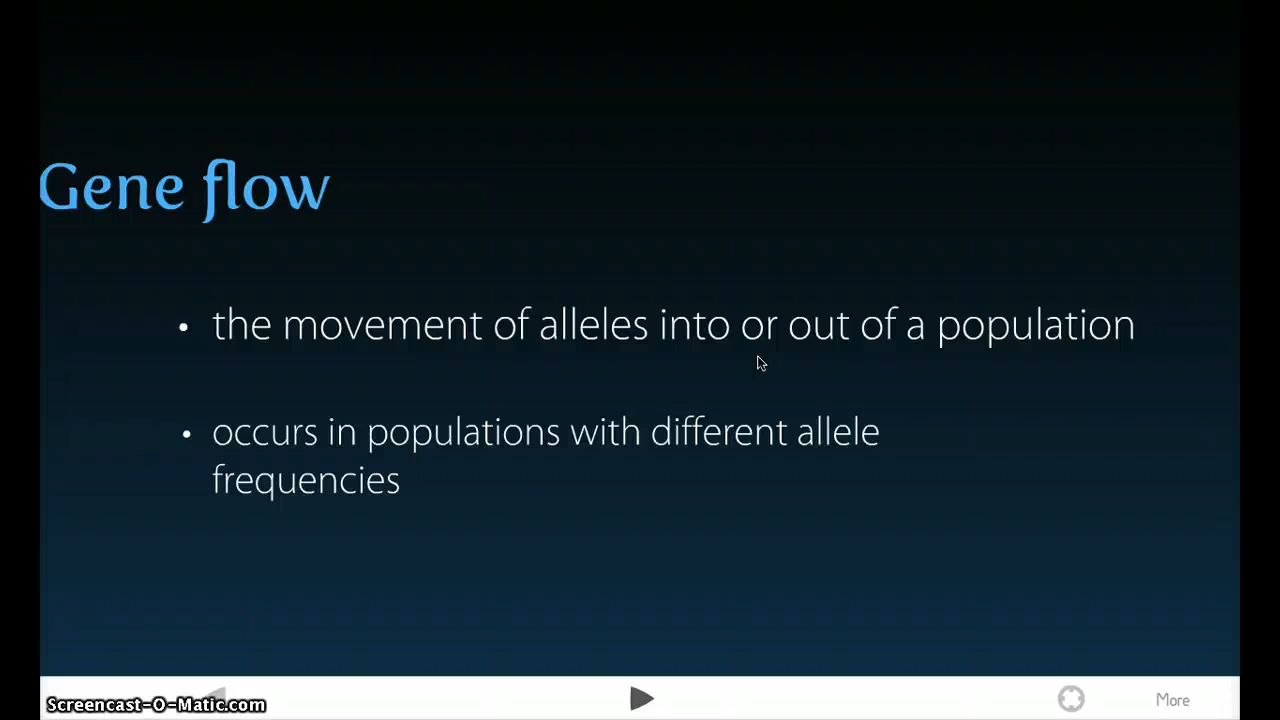 Gene flow
• the movement of alleles into or out of a population
• occurs in populations with different allele
frequencies
Screencast-O-Matic.com
More